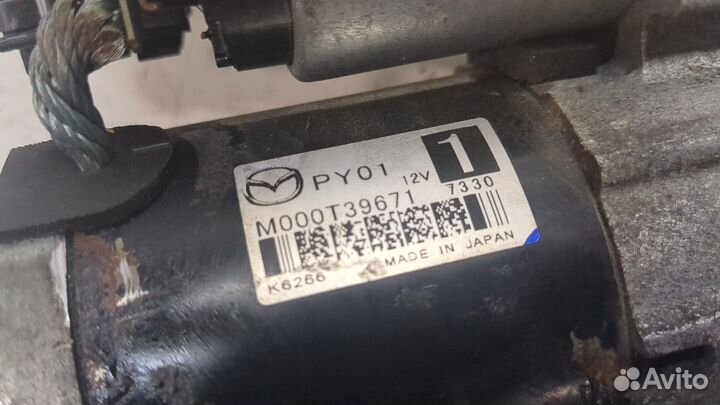 PY01 12V 1
M000T39671 7330
K6266 MADE IN JAPAN
Avito